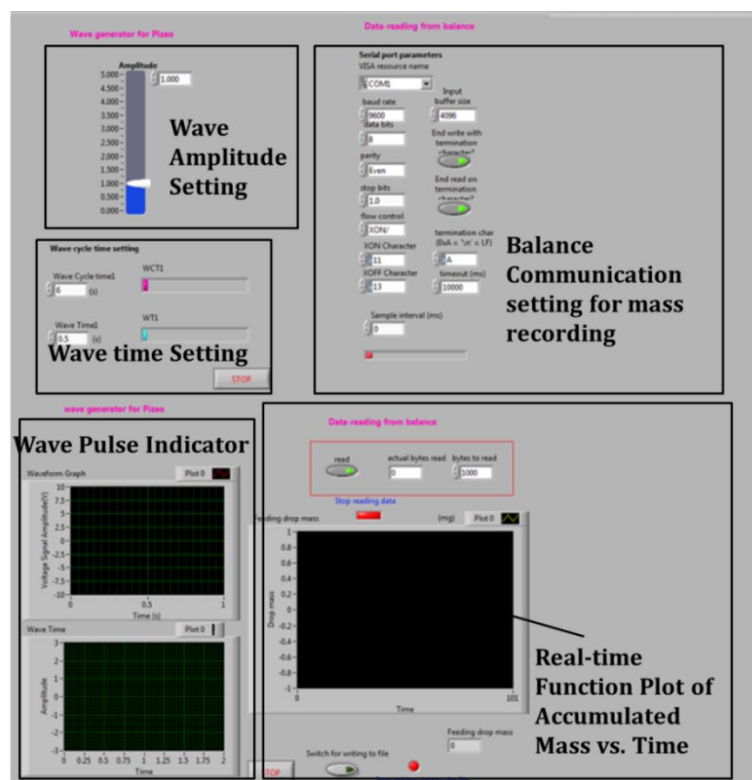 Wave generator for Pizeo
Amplitude
5.000
4.500
4.000
3.500
3.000
2.500
2.000
1.500
1.000
0.500
0.000
1.000
Wave
Amplitude
Setting
Data reading from balance
Serial port parameters
VISA resource name
COM1
baud rate
9600
Input
buffer size
4096
data bits
8
End write with
termination
character?
parity
Even
End read on
termination
character?
stop bits
1.0
flow control
XON/
termination char
(0xA = '\n' = LF)
XON Character
11
A
XOFF Character
13
timeout (ms)
10000
Sample interval (ms)
0
Balance
Communication
setting for mass
recording
Wave cycle time setting
Wave Cycle time1
6 (s)
WCT1
Wave Time1
0.5 (s)
WT1
Wave time Setting
STOP
wave generator for Pizeo
Wave Pulse Indicator
Waveform Graph
Plot 0
Voltage Signal Amplitude(V)
10
7.5
5
2.5
0
-2.5
-5
-7.5
-10
0 0.5 1
Time (s)
Wave Time
Plot 0
Amplitude
3
2
1
0
-1
-2
-3
0 0.25 0.5 0.75 1 1.25 1.5 1.75 2
Time
Data reading from balance
read
actual bytes read
0
bytes to read
1000
Stop reading data
Feeding drop mass
(mg)
Plot 0
Drop mass
1
0.8
0.6
0.4
0.2
0
-0.2
-0.4
-0.6
-0.8
-1
0 101
Time
Real-time
Function Plot of
Accumulated
Mass vs. Time
Feeding drop mass
0
Switch for writing to file
STOP